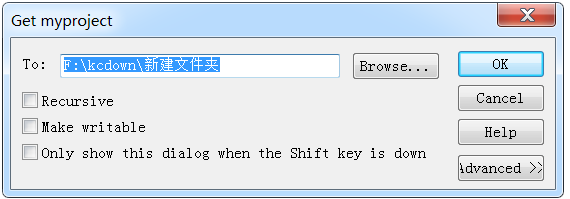 Get myproject
To: F:\kcdown\新建文件夹 Browse... OK
Recursive Cancel
Make writable Help
Only show this dialog when the Shift key is down Advanced >>